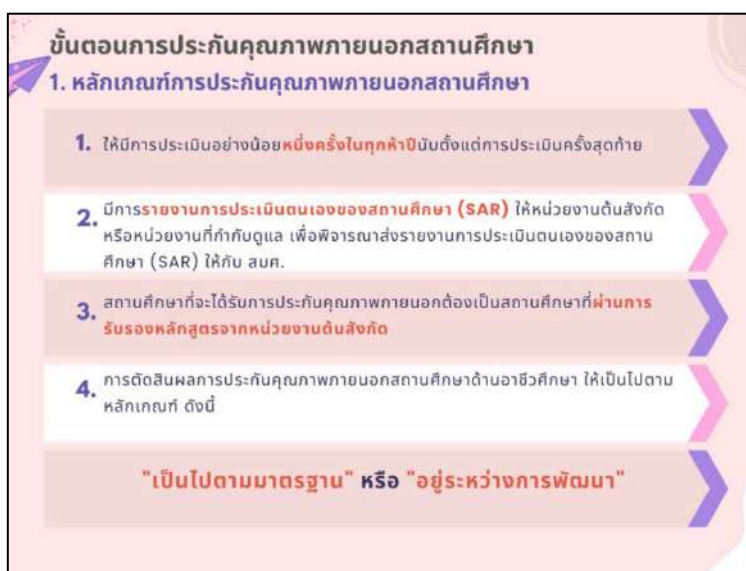 ขั้นตอนการประกันคุณภาพภายนอกสถานศึกษา
1. หลักเกณฑ์การประกันคุณภาพภายนอกสถานศึกษา
1. ให้มีการประเมินอย่างน้อยหนึ่งครั้งในทุกห้าปีนับตั้งแต่การประเมินครั้งสุดท้าย
2. มีการรายงานการประเมินตนเองของสถานศึกษา (SAR) ให้หน่วยงานต้นสังกัด
หรือหน่วยงานที่กำกับดูแล เพื่อพิจารณาส่งรายงานการประเมินตนเองของสถาน
ศึกษา (SAR) ให้กับ สมศ.
3. สถานศึกษาที่จะได้รับการประกันคุณภาพภายนอกต้องเป็นสถานศึกษาที่ผ่านการ
รับรองหลักสูตรจากหน่วยงานต้นสังกัด
4. การตัดสินผลการประกันคุณภาพภายนอกสถานศึกษาด้านอาชีวศึกษา ให้เป็นไปตาม
หลักเกณฑ์ ดังนี้
"เป็นไปตามมาตรฐาน" หรือ "อยู่ระหว่างการพัฒนา"